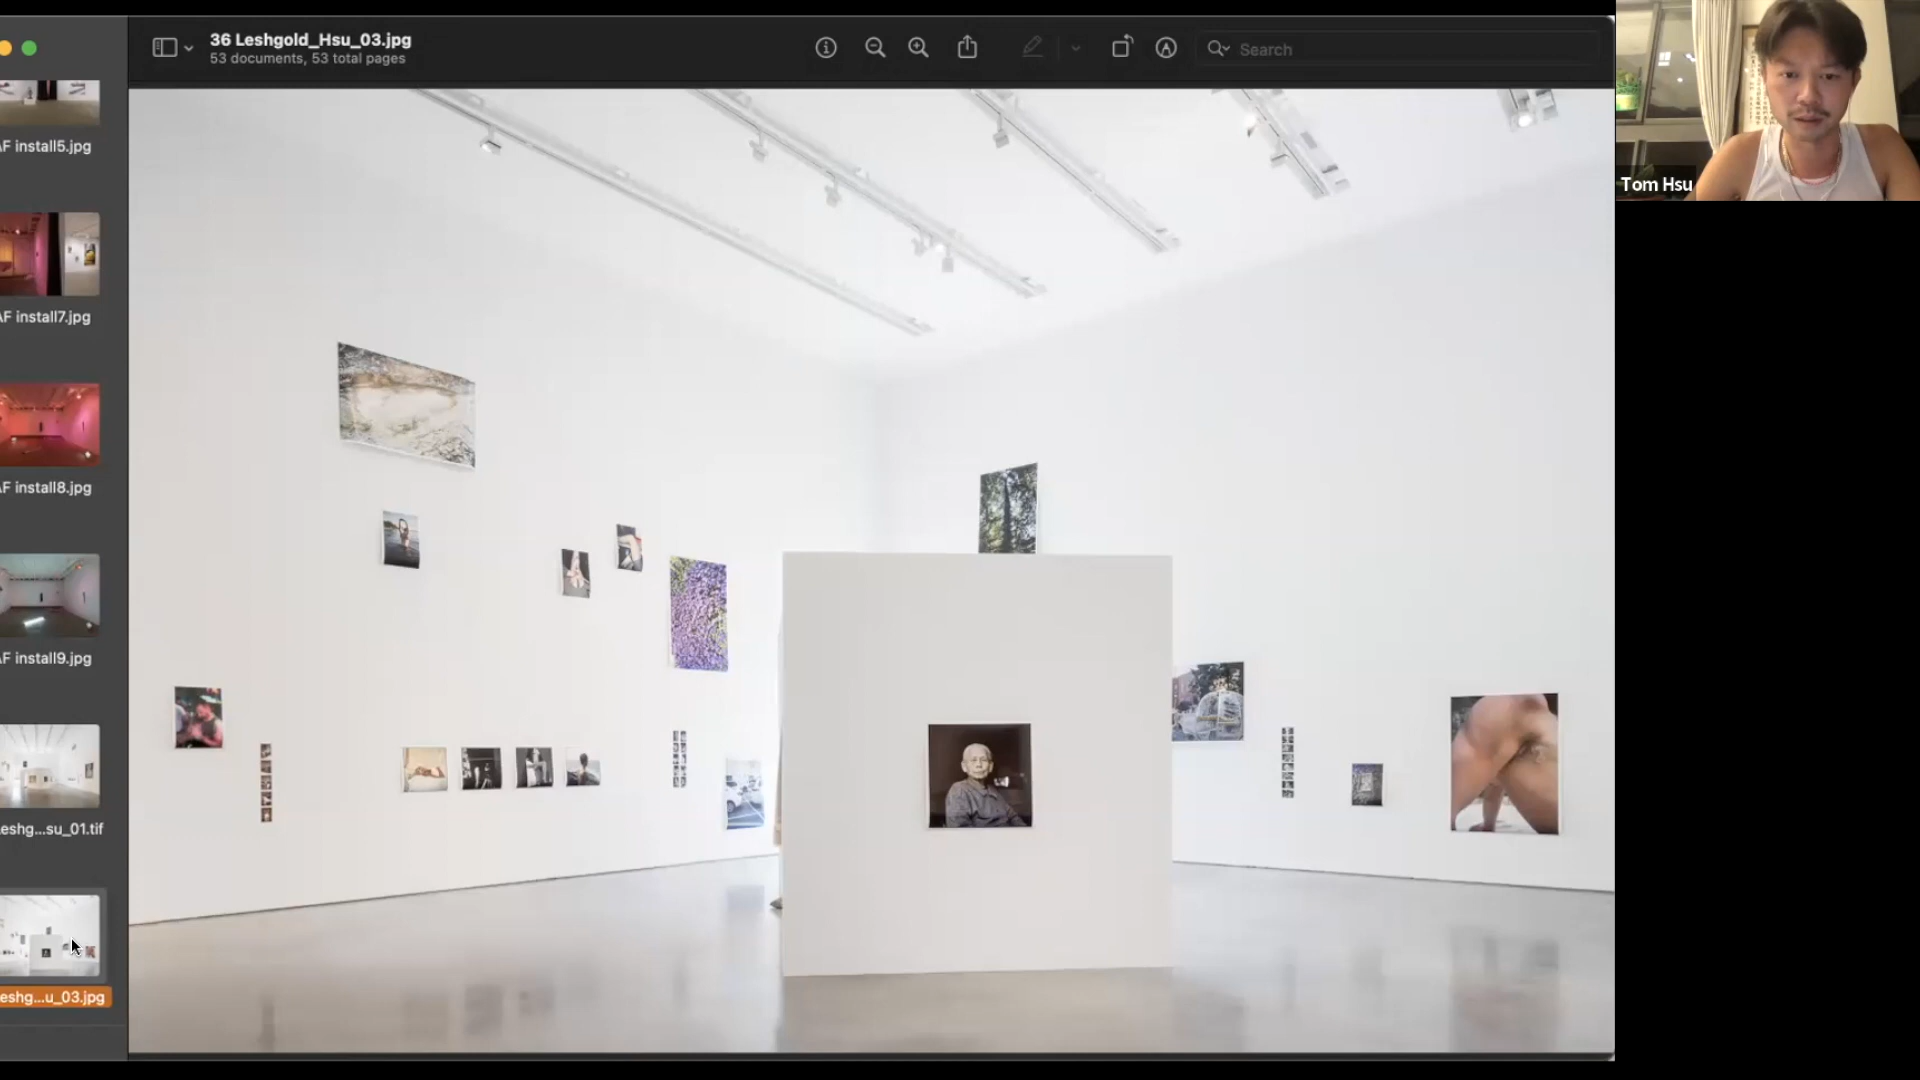 36 Leshgold_Hsu_03.jpg
53 documents, 53 total pages
Search
Tom Hsu
F install5.jpg
F install7.jpg
F install8.jpg
F install9.jpg
eshg...su_01.tif
eshg...u_03.jpg